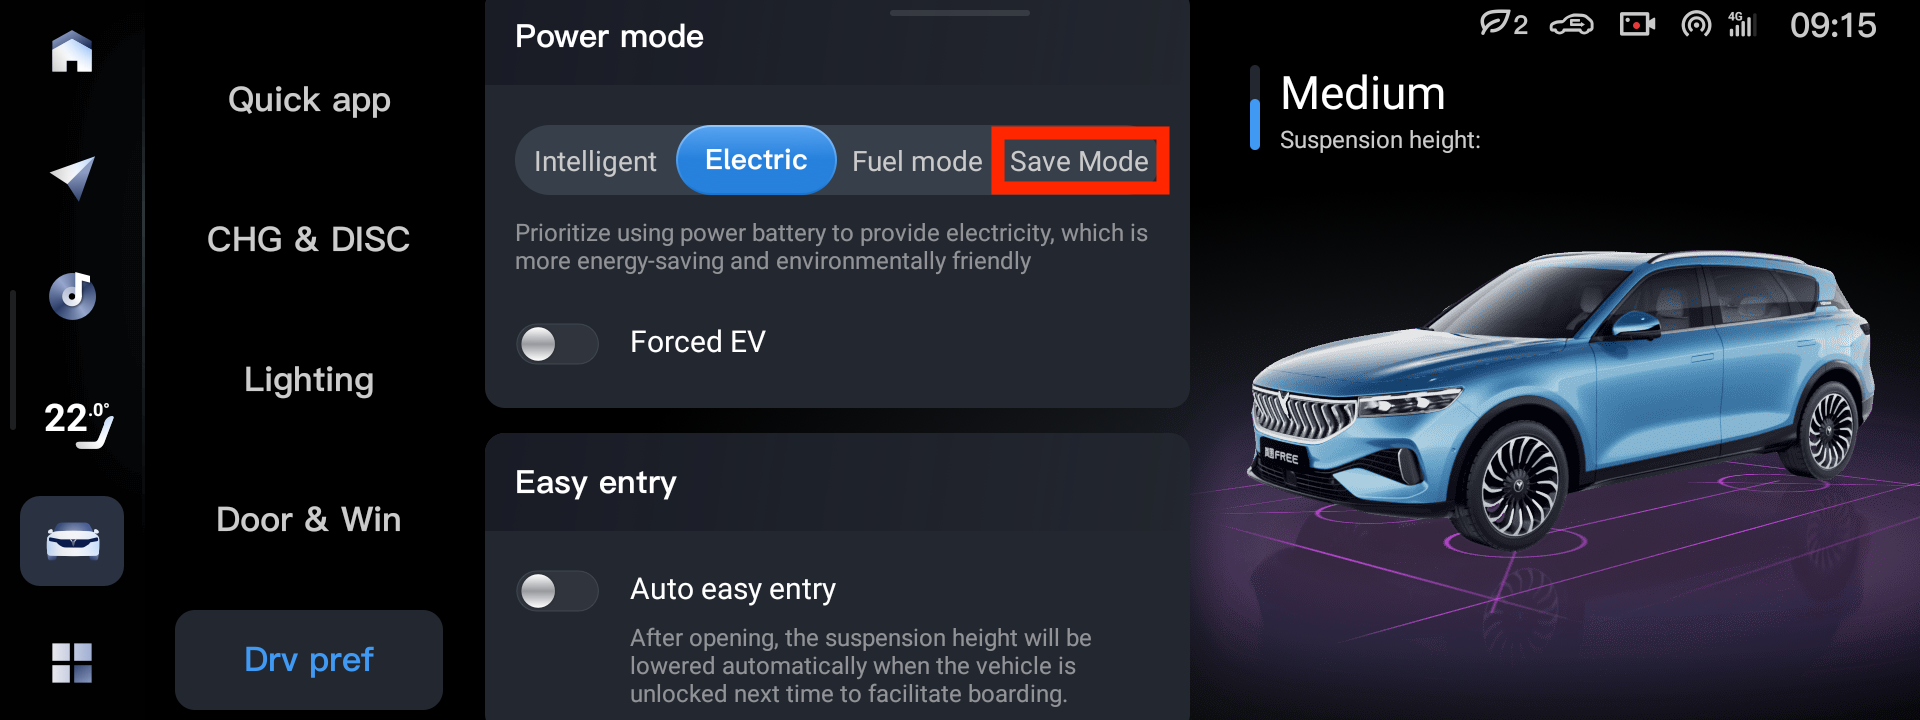 22.0°
Quick app
CHG & DISC
Lighting
Door & Win
Drv pref
Power mode
Intelligent
Electric
Fuel mode
Save Mode
Prioritize using power battery to provide electricity, which is
more energy-saving and environmentally friendly
Forced EV
Easy entry
Auto easy entry
After opening, the suspension height will be
lowered automatically when the vehicle is
unlocked next time to facilitate boarding.
2
4G
09:15
Medium
Suspension height:
FREE